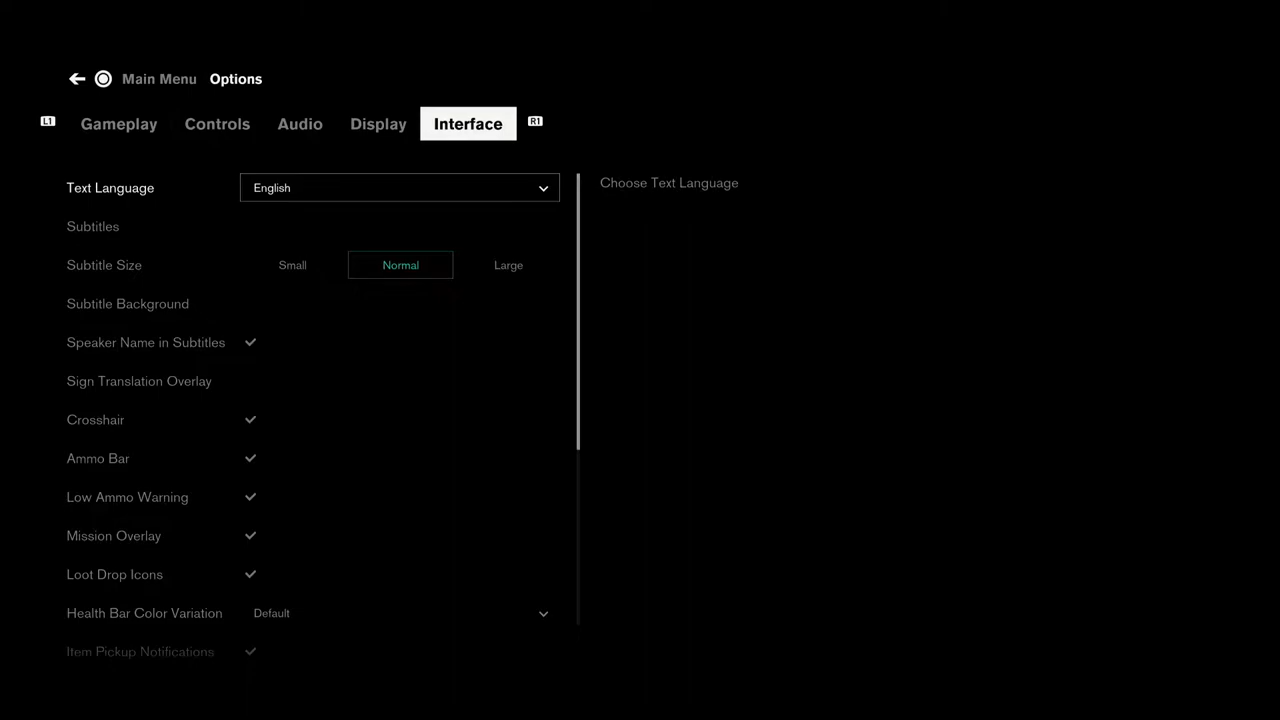 Main Menu Options
L1 Gameplay Controls Audio Display Interface R1
Text Language English
Choose Text Language
Subtitles
Subtitle Size Small Normal Large
Subtitle Background
Speaker Name in Subtitles
Sign Translation Overlay
Crosshair
Ammo Bar
Low Ammo Warning
Mission Overlay
Loot Drop Icons
Health Bar Color Variation Default
Item Pickup Notifications